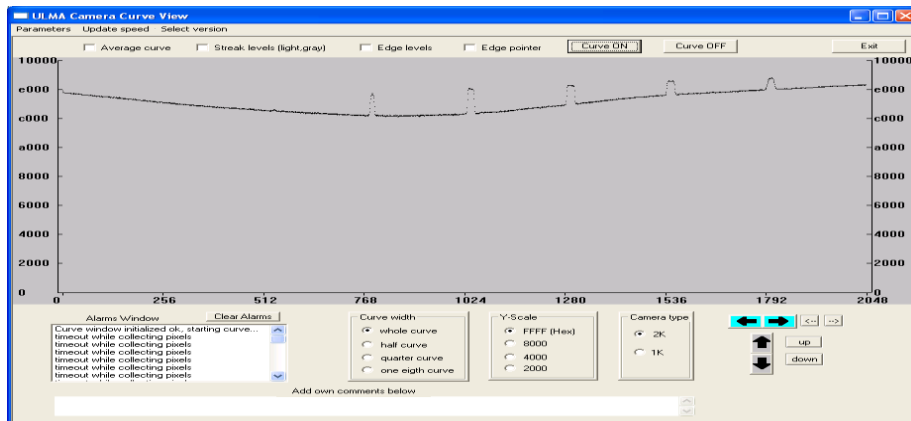 ULMA Camera Curve View
Parameters Update speed Select version
Average curve Streak levels (light,gray) Edge levels Edge pointer Curve ON Curve OFF Exit
10000 10000
e000 e000
c000 c000
a000 a000
8000 8000
6000 6000
4000 4000
2000 2000
0 0
0 256 512 768 1024 1280 1536 1792 2048
Alarms Window Clear Alarms
Curve window initialized ok, starting curve...
timeout while collecting pixels
timeout while collecting pixels
timeout while collecting pixels
timeout while collecting pixels
timeout while collecting pixels
timeout while collecting pixels
Curve width
whole curve
half curve
quarter curve
one eigth curve
Y-Scale
FFFF (Hex)
8000
4000
2000
Camera type
2K
1K
<-- -->
up
down
Add own comments below